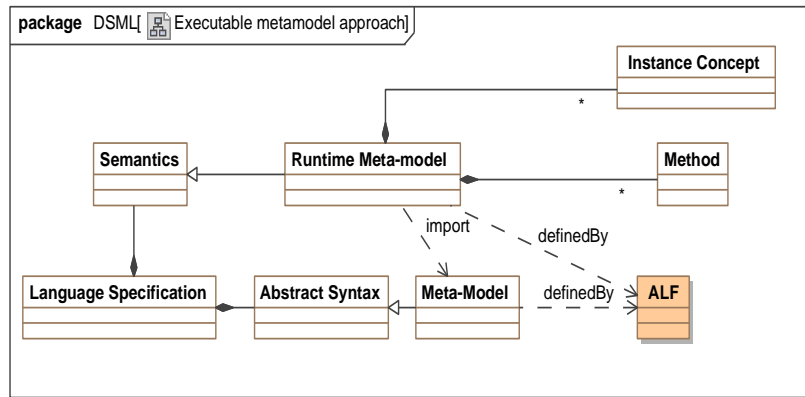 package DSML[ Executable metamodel approach]
Instance Concept
*
Semantics
Runtime Meta-model
Method
*
import
definedBy
Language Specification
Abstract Syntax
Meta-Model
definedBy
ALF